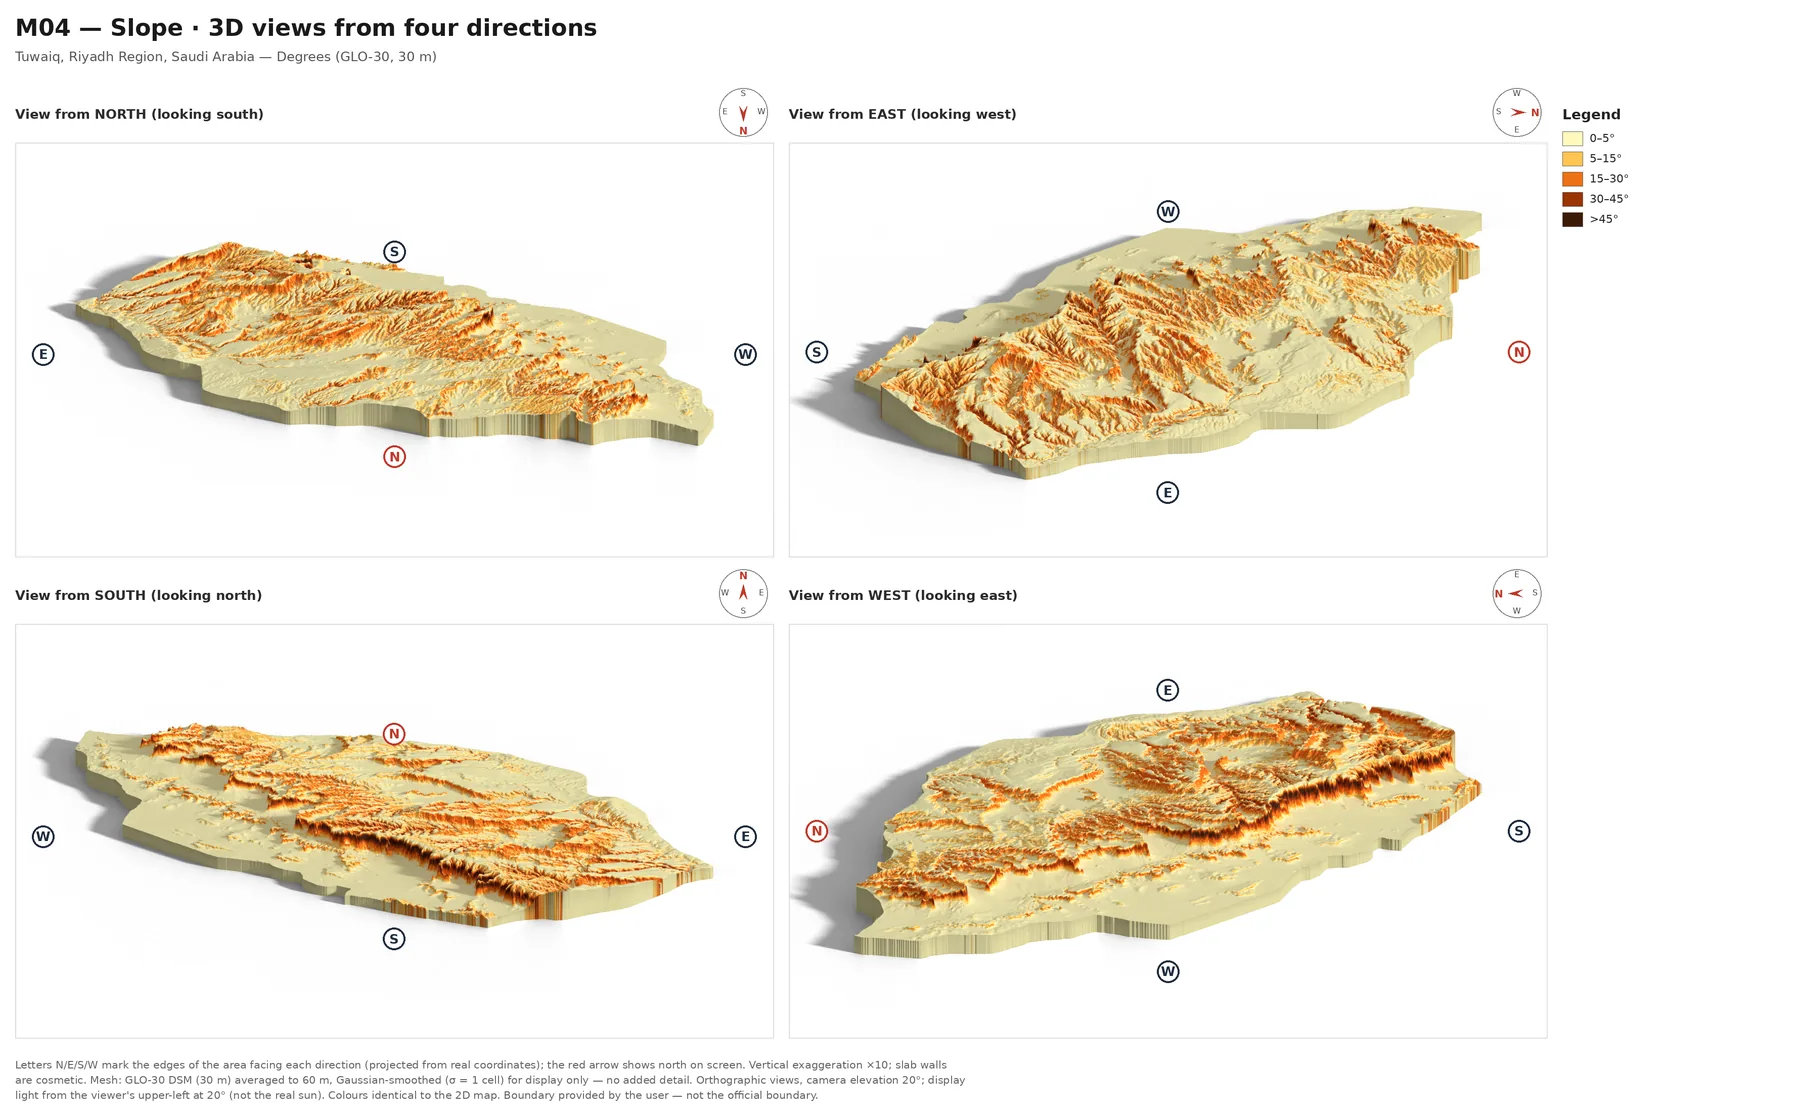 M04 — Slope · 3D views from four directions
Tuwaiq, Riyadh Region, Saudi Arabia — Degrees (GLO-30, 30 m)
View from NORTH (looking south)
S
E W
N
View from EAST (looking west)
W
S N
E
Legend
0–5°
5–15°
15–30°
30–45°
>45°
S
E
W
N
W
S
N
E
View from SOUTH (looking north)
N
W E
S
View from WEST (looking east)
E
N S
W
N
W
E
S
E
N
S
W
Letters N/E/S/W mark the edges of the area facing each direction (projected from real coordinates); the red arrow shows north on screen. Vertical exaggeration ×10; slab walls
are cosmetic. Mesh: GLO-30 DSM (30 m) averaged to 60 m, Gaussian-smoothed (σ = 1 cell) for display only — no added detail. Orthographic views, camera elevation 20°; display
light from the viewer's upper-left at 20° (not the real sun). Colours identical to the 2D map. Boundary provided by the user — not the official boundary.